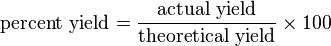 percent yield = actual yield / theoretical yield × 100